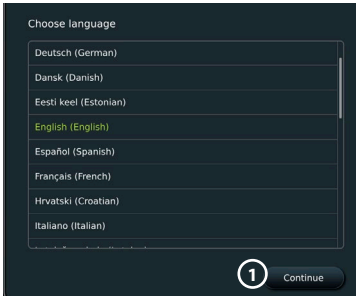 Choose language
Deutsch (German)
Dansk (Danish)
Eesti keel (Estonian)
English (English)
Español (Spanish)
Français (French)
Hrvatski (Croatian)
Italiano (Italian)
1
Continue